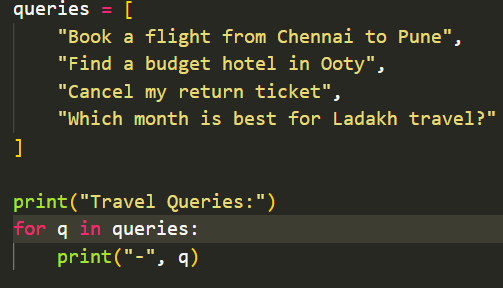 queries = [
    "Book a flight from Chennai to Pune",
    "Find a budget hotel in Ooty",
    "Cancel my return ticket",
    "Which month is best for Ladakh travel?"
]

print("Travel Queries:")
for q in queries:
    print("-", q)